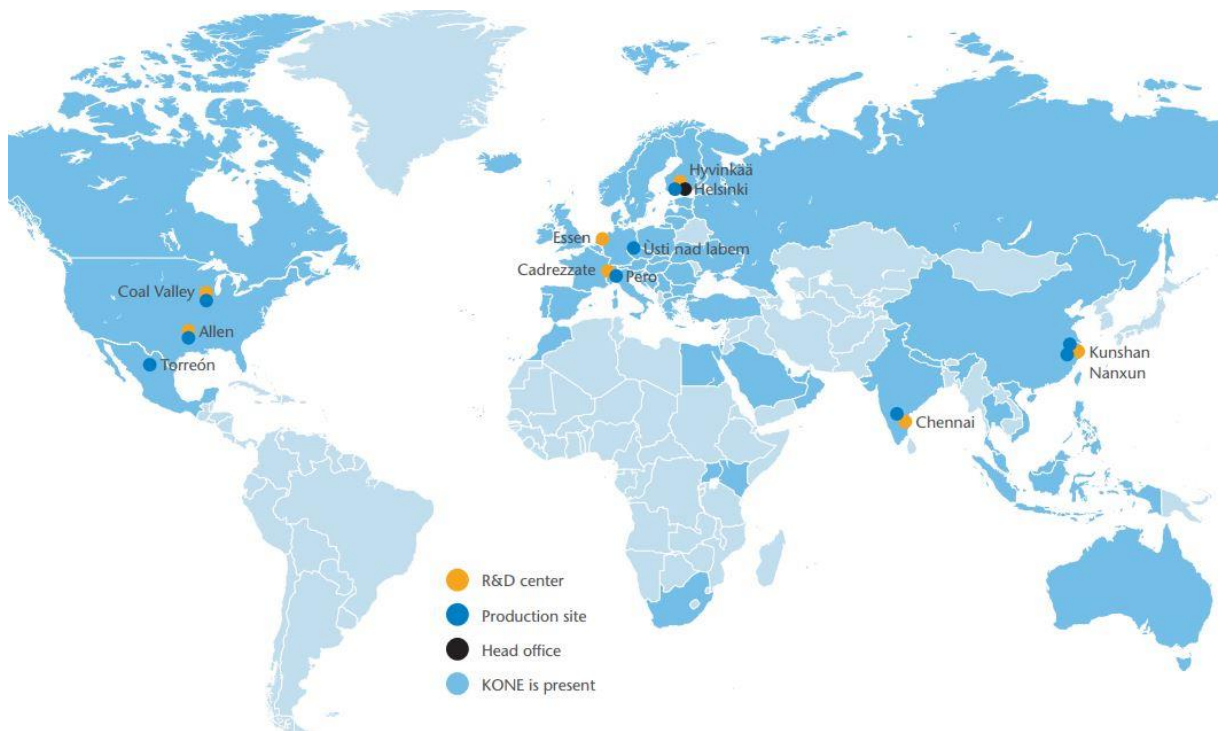 Hyvinkää
Helsinki
Essen
Ùsti nad labem
Cadrezzate
Pero
Coal Valley
Allen
Torreón
Kunshan
Nanxun
Chennai
R&D center
Production site
Head office
KONE is present